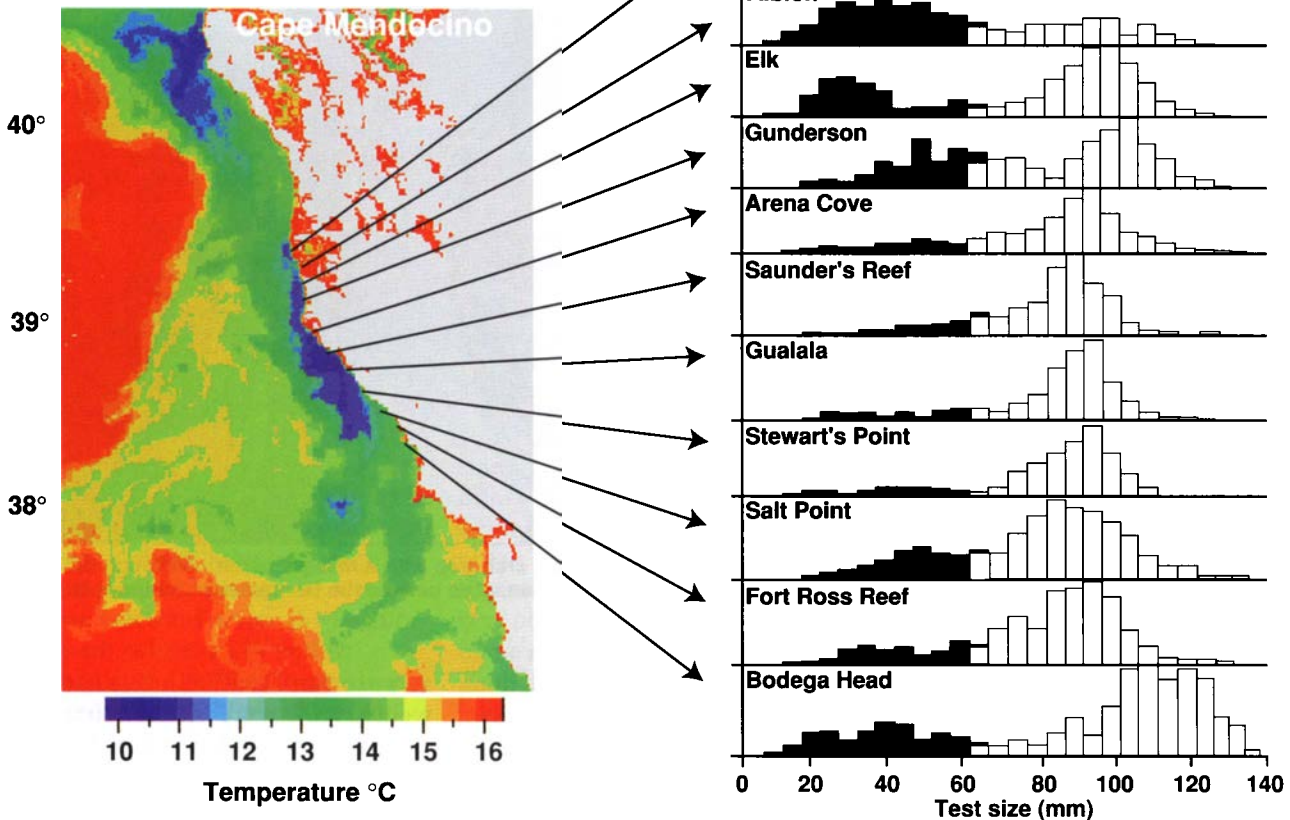 Cape Mendocino
40°
39°
38°
10 11 12 13 14 15 16
Temperature °C
Elk
Gunderson
Arena Cove
Saunder's Reef
Gualala
Stewart's Point
Salt Point
Fort Ross Reef
Bodega Head
0 20 40 60 80 100 120 140
Test size (mm)